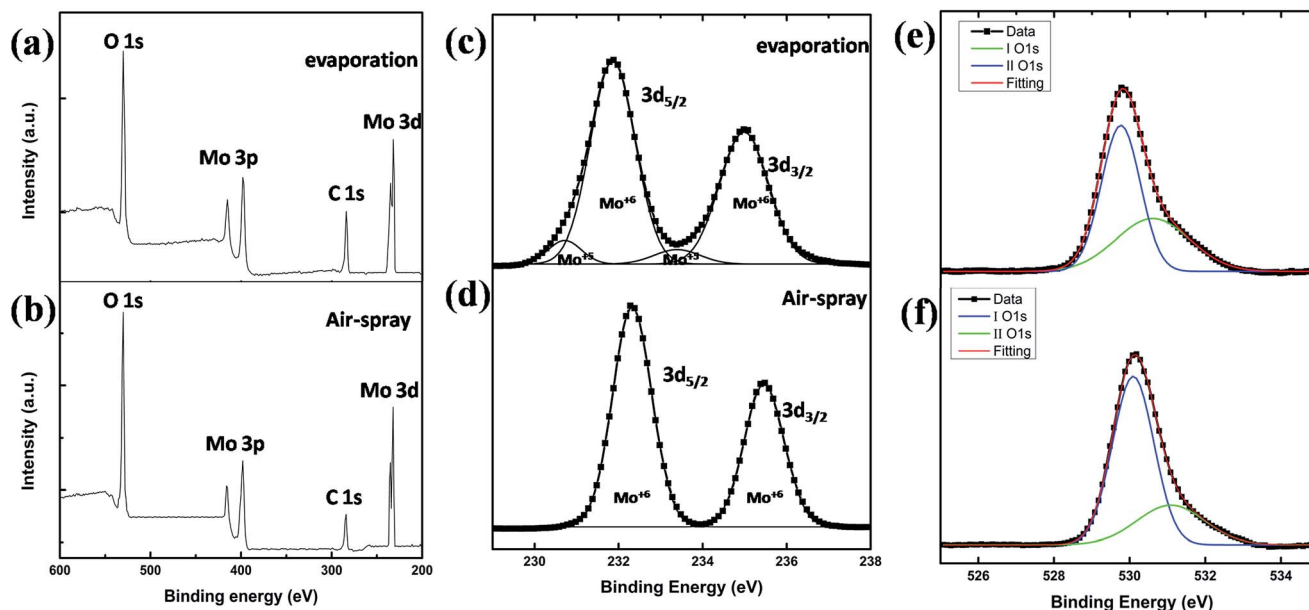 (a)
O 1s
evaporation
Mo 3p
C 1s
Mo 3d
Intensity (a.u.)
(b)
O 1s
Air-spray
Mo 3p
C 1s
Mo 3d
Intensity (a.u.)
600 500 400 300 200
Binding energy (eV)
(c)
evaporation
3d5/2
3d3/2
Mo+6
Mo+6
Mo+5
Mo+5
(d)
Air-spray
3d5/2
3d3/2
Mo+6
Mo+6
230 232 234 236 238
Binding Energy (eV)
(e)
Data
I O1s
II O1s
Fitting
(f)
Data
I O1s
II O1s
Fitting
526 528 530 532 534
Binding Energy (eV)